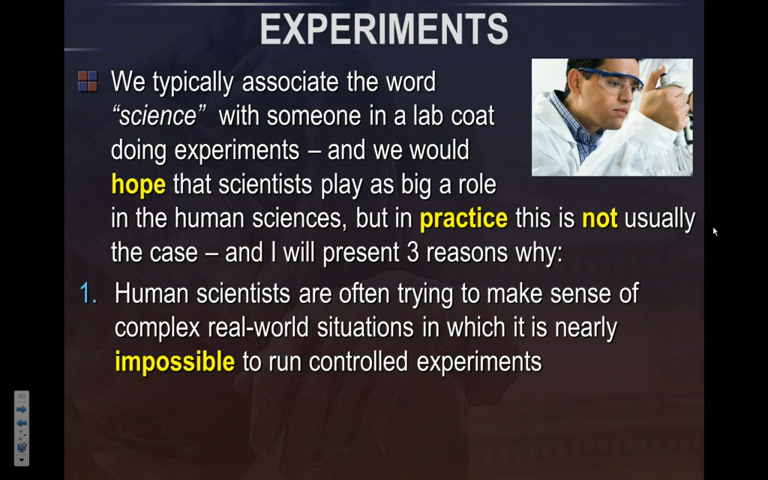 EXPERIMENTS
We typically associate the word
“science” with someone in a lab coat
doing experiments – and we would
hope that scientists play as big a role
in the human sciences, but in practice this is not usually
the case – and I will present 3 reasons why:
1. Human scientists are often trying to make sense of
complex real-world situations in which it is nearly
impossible to run controlled experiments